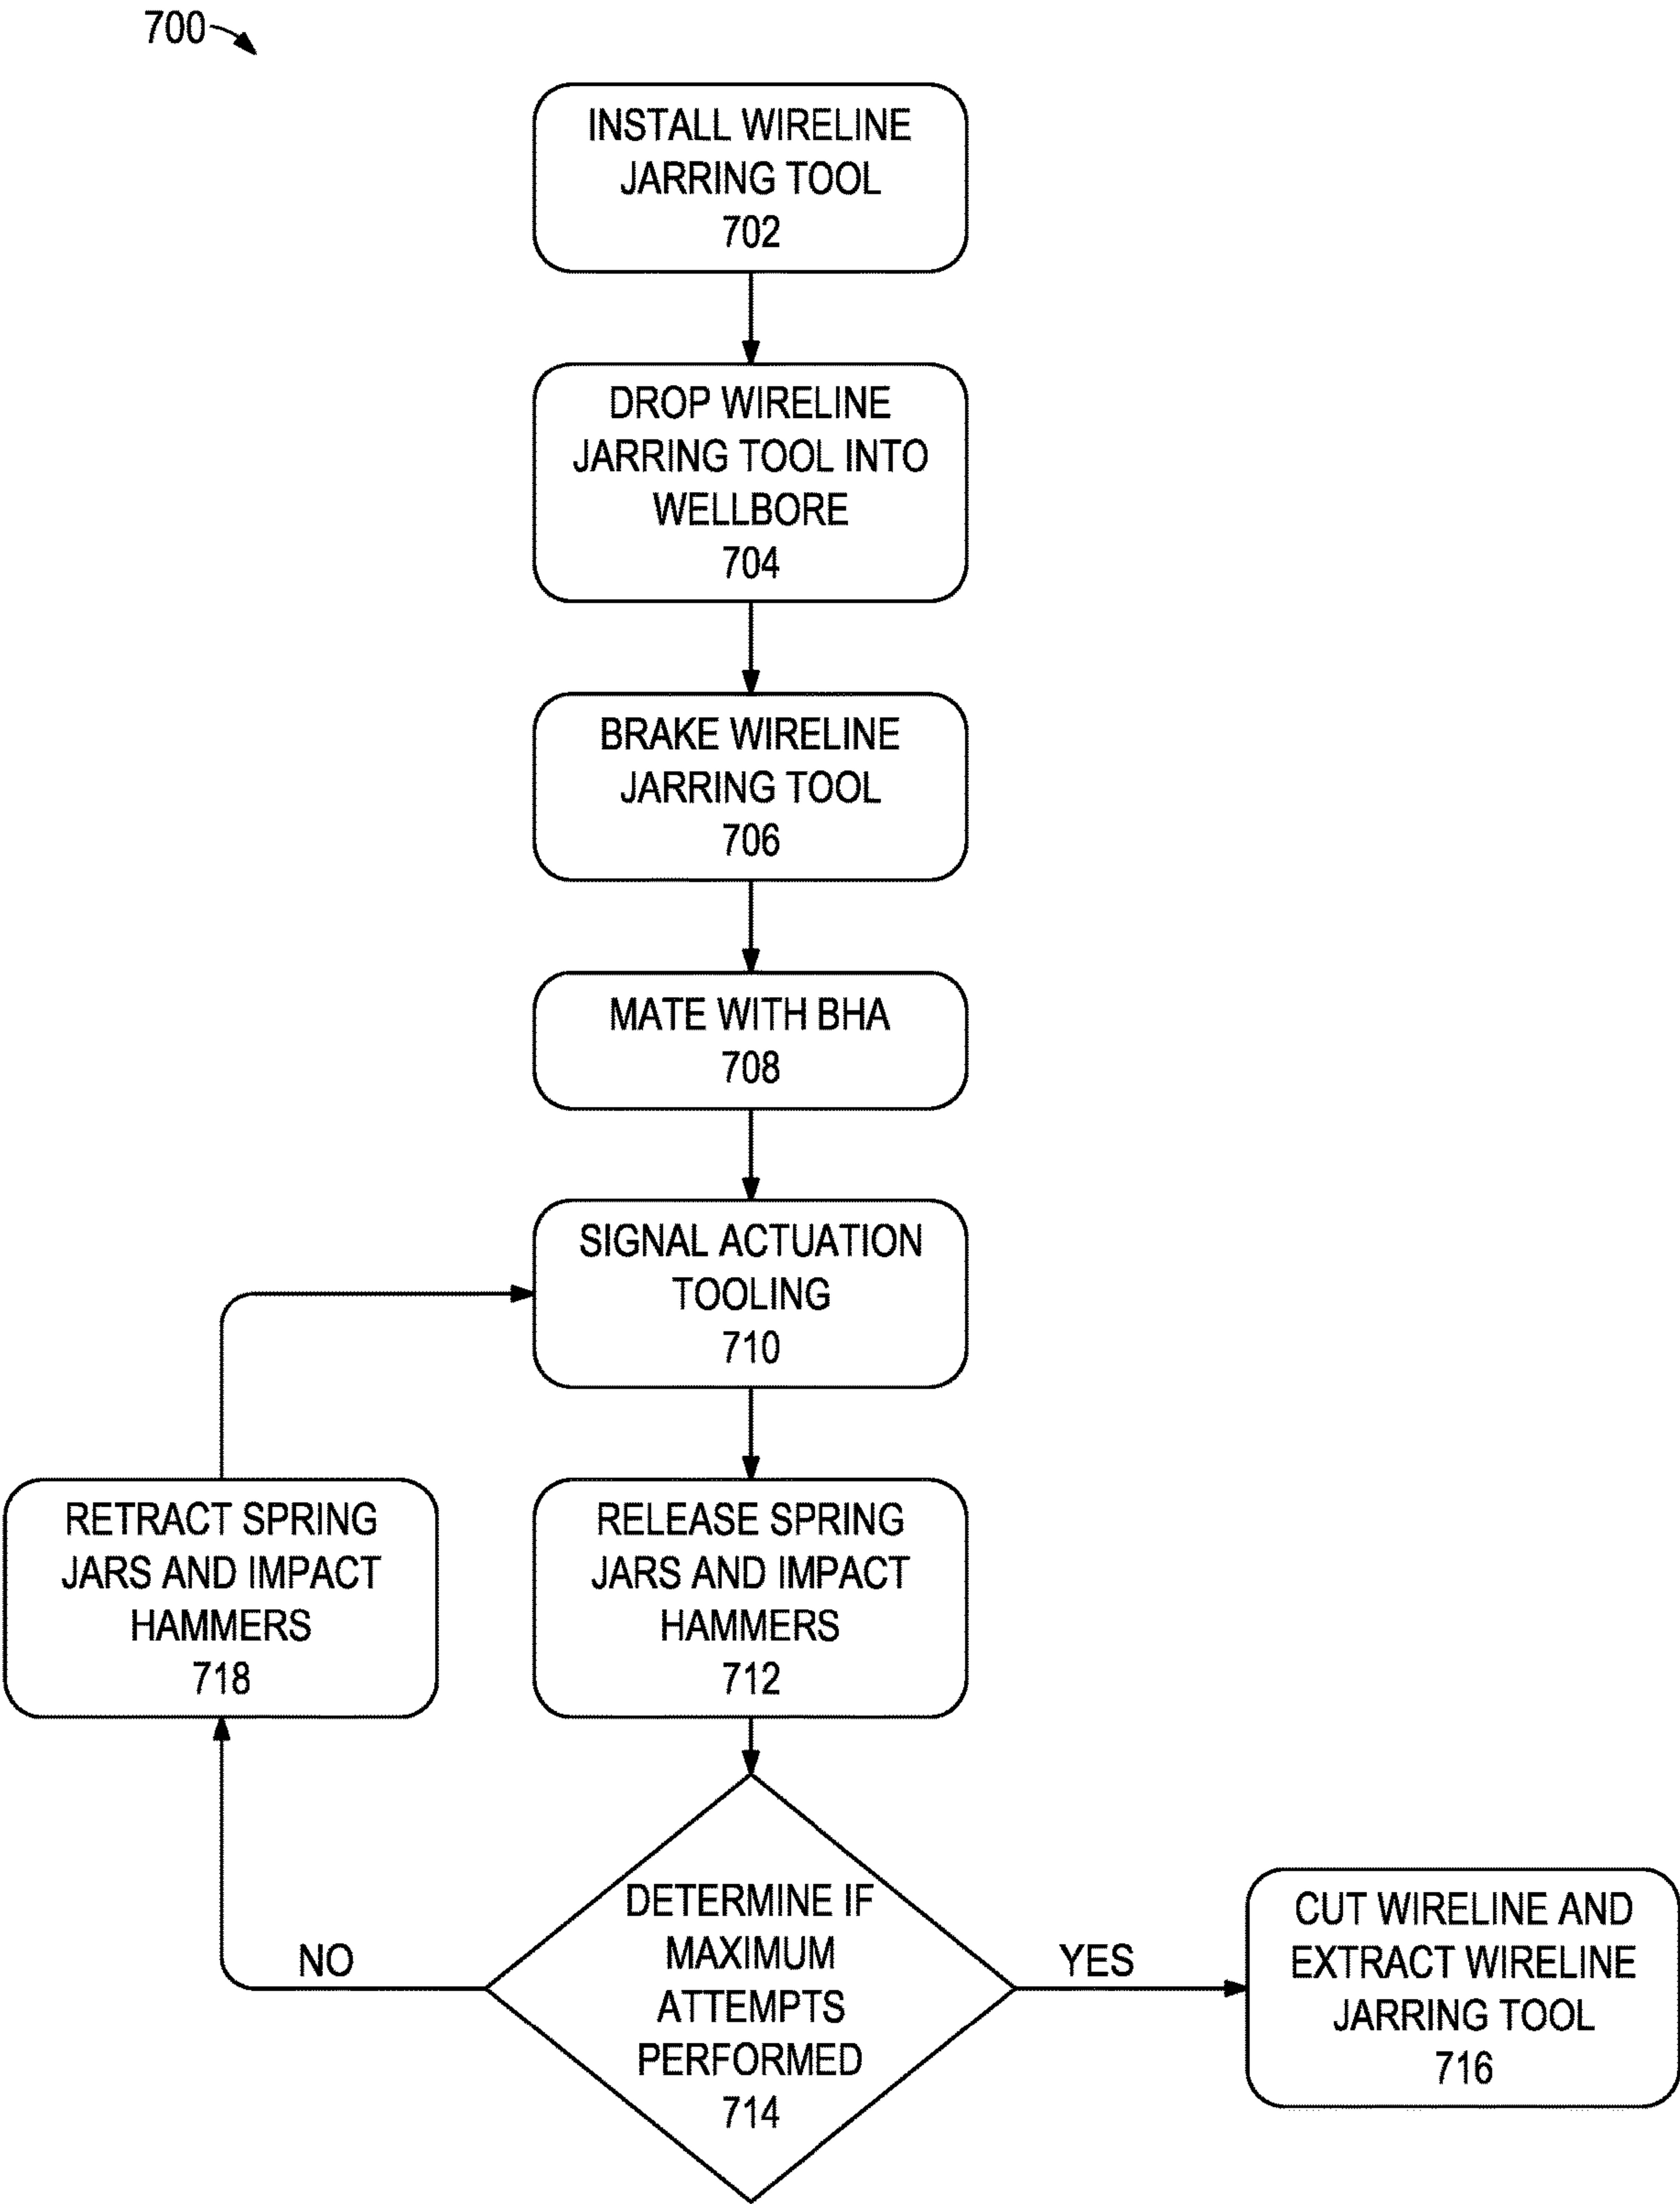 700
INSTALL WIRELINE
JARRING TOOL
702
DROP WIRELINE
JARRING TOOL INTO
WELLBORE
704
BRAKE WIRELINE
JARRING TOOL
706
MATE WITH BHA
708
SIGNAL ACTUATION
TOOLING
710
RETRACT SPRING
JARS AND IMPACT
HAMMERS
718
RELEASE SPRING
JARS AND IMPACT
HAMMERS
712
DETERMINE IF
MAXIMUM
ATTEMPTS
PERFORMED
714
NO
YES
CUT WIRELINE AND
EXTRACT WIRELINE
JARRING TOOL
716